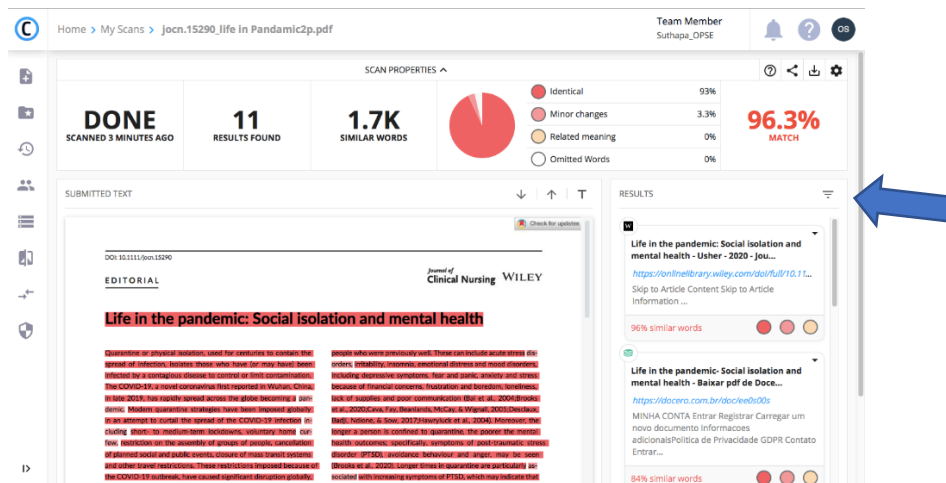 C
Home > My Scans > jocn.15290_life in Pandamic2p.pdf
Team Member
Suthapa_OPSE
OS
SCAN PROPERTIES
DONE
SCANNED 3 MINUTES AGO
11
RESULTS FOUND
1.7K
SIMILAR WORDS
Identical 93%
Minor changes 3.3%
Related meaning 0%
Omitted Words 0%
96.3%
MATCH
SUBMITTED TEXT
T
Check for updates
DOI: 10.1111/jocn.15290
EDITORIAL
Journal of
Clinical Nursing WILEY
Life in the pandemic: Social isolation and mental health
Quarantine or physical isolation, used for centuries to contain the
spread of infection, isolates those who have (or may have) been
infected by a contagious disease to control or limit contamination.
The COVID-19, a novel coronavirus first reported in Wuhan, China,
in late 2019, has rapidly spread across the globe becoming a pan-
demic. Modern quarantine strategies have been imposed globally
in an attempt to curtail the spread of the COVID-19 infection in-
cluding short- to medium-term lockdowns, voluntary home cur-
few, restriction on the assembly of groups of people, cancellation
of planned social and public events, closure of mass transit systems
and other travel restrictions. These restrictions imposed because of
the COVID-19 outbreak, have caused significant disruption globally,
people who were previously well. These can include acute stress dis-
orders, irritability, insomnia, emotional distress and mood disorders,
including depressive symptoms, fear and panic, anxiety and stress
because of financial concerns, frustration and boredom, loneliness,
lack of supplies and poor communication (Bai et al., 2004;Brooks
et al., 2020;Cava, Fay, Beanlands, McCay, & Wignall, 2005;Desclaux,
Badji, Ndione, & Sow, 2017;Hawryluck et al., 2004). Moreover, the
longer a person is confined to quarantine, the poorer the mental
health outcomes; specifically, symptoms of post-traumatic stress
disorder (PTSD), avoidance behaviour and anger, may be seen
(Brooks et al., 2020). Longer times in quarantine are particularly as-
sociated with increasing symptoms of PTSD, which may indicate that
RESULTS
W
Life in the pandemic: Social isolation and
mental health - Usher - 2020 - Jou...
https://onlinelibrary.wiley.com/doi/full/10.11...
Skip to Article Content Skip to Article
Information ...
96% similar words
Life in the pandemic- Social isolation and
mental health - Baixar pdf de Doce...
https://docero.com.br/doc/ee0s00s
MINHA CONTA Entrar Registrar Carregar um
novo documento Informacoes
adicionaisPolitica de Privacidade GDPR Contato
Entrar...
84% similar words